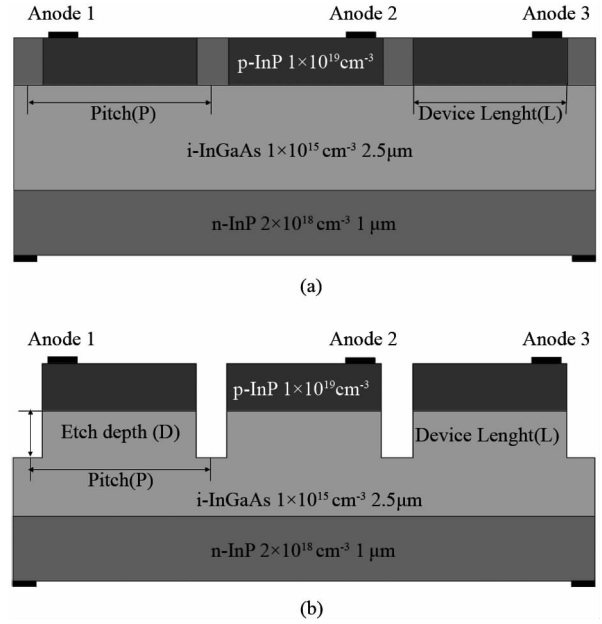 Anode 1 Anode 2 Anode 3
p-InP 1×10¹⁹cm⁻³
Pitch(P) Device Lenght(L)
i-InGaAs 1×10¹⁵ cm⁻³ 2.5μm
n-InP 2×10¹⁸ cm⁻³ 1 μm
(a)
Anode 1 Anode 2 Anode 3
p-InP 1×10¹⁹cm⁻³
Etch depth (D) Device Lenght(L)
Pitch(P)
i-InGaAs 1×10¹⁵ cm⁻³ 2.5μm
n-InP 2×10¹⁸ cm⁻³ 1 μm
(b)